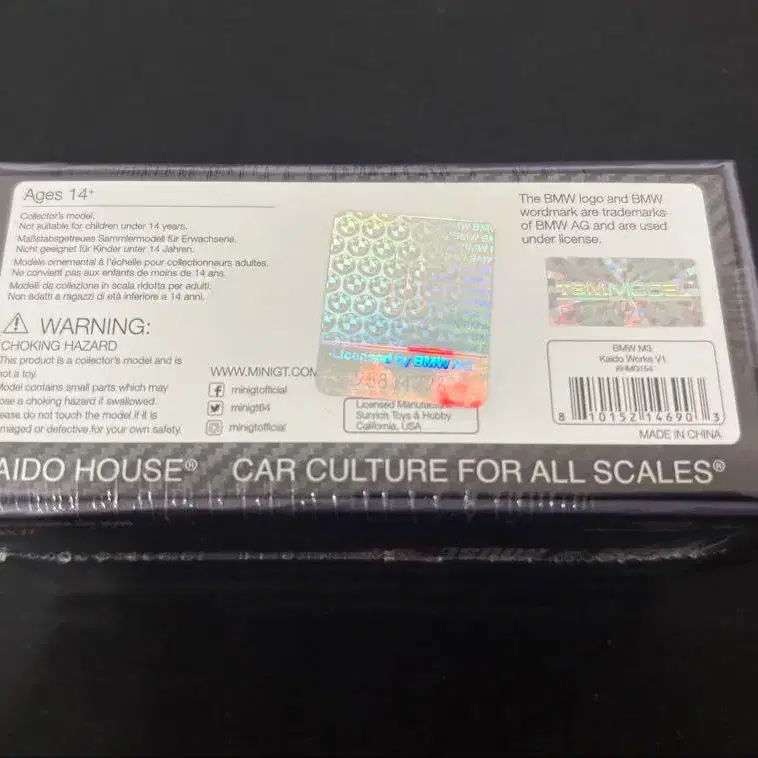 Ages 14+
Collector's model.
Not suitable for children under 14 years.
Maßstabsgetreues Sammlermodell für Erwachsene.
Nicht geeignet für Kinder unter 14 Jahren.
Modèle ornemental à l'échelle pour collectionneurs adultes.
Ne convient pas aux enfants de moins de 14 ans.
Modelli da collezione in scala ridotta per adulti.
Non adatti a ragazzi di età inferiore a 14 anni.
WARNING:
CHOKING HAZARD
This product is a collector's model and is
not a toy.
Model contains small parts which may
pose a choking hazard if swallowed.
Please do not touch the model if it is
damaged or defective for your own safety.
WWW.MINIGT.COM
minigtofficial
minigt64
minigtofficial
Licensed by BMW
Licensed
Sunrich Toys & Hobby
California, USA
The BMW logo and BMW
wordmark are trademarks
of BMW AG and are used
under license.
TSM MODEL
BMW M3
Kaido Works V1
KHMG154
8 10152 14690 3
MADE IN CHINA
AIDO HOUSE® CAR CULTURE FOR ALL SCALES®